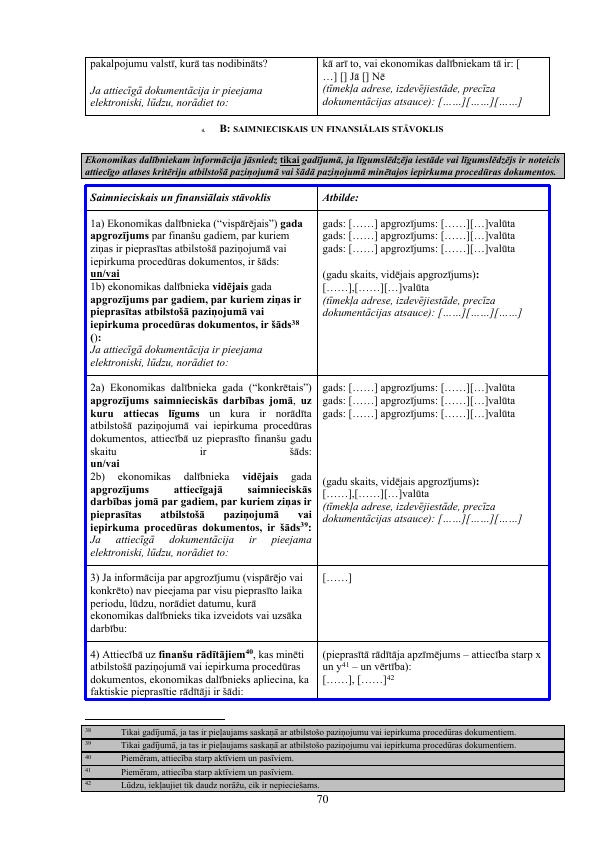 pakalpojumu valstī, kurā tas nodibināts?
Ja attiecīgā dokumentācija ir pieejama
elektroniski, lūdzu, norādiet to:
kā arī to, vai ekonomikas dalībniekam tā ir: [
…] [] Jā [] Nē
(tīmekļa adrese, izdevējiestāde, precīza
dokumentācijas atsauce): [……][……][……]
B: SAIMNIECISKAIS UN FINANSIĀLAIS STĀVOKLIS
Ekonomikas dalībniekam informācija jāsniedz tikai gadījumā, ja līgumslēdzēja iestāde vai līgumslēdzējs ir noteicis
attiecīgo atlases kritēriju atbilstošā paziņojumā vai šādā paziņojumā minētajos iepirkuma procedūras dokumentos.
Saimnieciskais un finansiālais stāvoklis
Atbilde:
1a) Ekonomikas dalībnieka (“vispārējais”) gada
apgrozījums par finanšu gadiem, par kuriem
ziņas ir pieprasītas atbilstošā paziņojumā vai
iepirkuma procedūras dokumentos, ir šāds:
un/vai
1b) ekonomikas dalībnieka vidējais gada
apgrozījums par gadiem, par kuriem ziņas ir
pieprasītas atbilstošā paziņojumā vai
iepirkuma procedūras dokumentos, ir šāds38
():
Ja attiecīgā dokumentācija ir pieejama
elektroniski, lūdzu, norādiet to:
gads: [……] apgrozījums: [……][…]valūta
gads: [……] apgrozījums: [……][…]valūta
gads: [……] apgrozījums: [……][…]valūta
(gadu skaits, vidējais apgrozījums):
[……],[……][…]valūta
(tīmekļa adrese, izdevējiestāde, precīza
dokumentācijas atsauce): [……][……][……]
2a) Ekonomikas dalībnieka gada (“konkrētais”)
apgrozījums saimnieciskās darbības jomā, uz
kuru attiecas līgums un kura ir norādīta
atbilstošā paziņojumā vai iepirkuma procedūras
dokumentos, attiecībā uz pieprasīto finanšu gadu
skaitu ir šāds:
un/vai
2b) ekonomikas dalībnieka vidējais gada
apgrozījums attiecīgajā saimnieciskās
darbības jomā par gadiem, par kuriem ziņas ir
pieprasītas atbilstošā paziņojumā vai
iepirkuma procedūras dokumentos, ir šāds39:
Ja attiecīgā dokumentācija ir pieejama
elektroniski, lūdzu, norādiet to:
gads: [……] apgrozījums: [……][…]valūta
gads: [……] apgrozījums: [……][…]valūta
gads: [……] apgrozījums: [……][…]valūta
(gadu skaits, vidējais apgrozījums):
[……],[……][…]valūta
(tīmekļa adrese, izdevējiestāde, precīza
dokumentācijas atsauce): [……][……][……]
3) Ja informācija par apgrozījumu (vispārējo vai
konkrēto) nav pieejama par visu pieprasīto laika
periodu, lūdzu, norādiet datumu, kurā
ekonomikas dalībnieks tika izveidots vai uzsāka
darbību:
[……]
4) Attiecībā uz finanšu rādītājiem40, kas minēti
atbilstošā paziņojumā vai iepirkuma procedūras
dokumentos, ekonomikas dalībnieks apliecina, ka
faktiskie pieprasītie rādītāji ir šādi:
(pieprasītā rādītāja apzīmējums – attiecība starp x
un y41 – un vērtība):
[……], [……]42
38 Tikai gadījumā, ja tas ir pieļaujams saskaņā ar atbilstošo paziņojumu vai iepirkuma procedūras dokumentiem.
39 Tikai gadījumā, ja tas ir pieļaujams saskaņā ar atbilstošo paziņojumu vai iepirkuma procedūras dokumentiem.
40 Piemēram, attiecība starp aktīviem un pasīviem.
41 Piemēram, attiecība starp aktīviem un pasīviem.
42 Lūdzu, iekļaujiet tik daudz norāžu, cik ir nepieciešams.
70